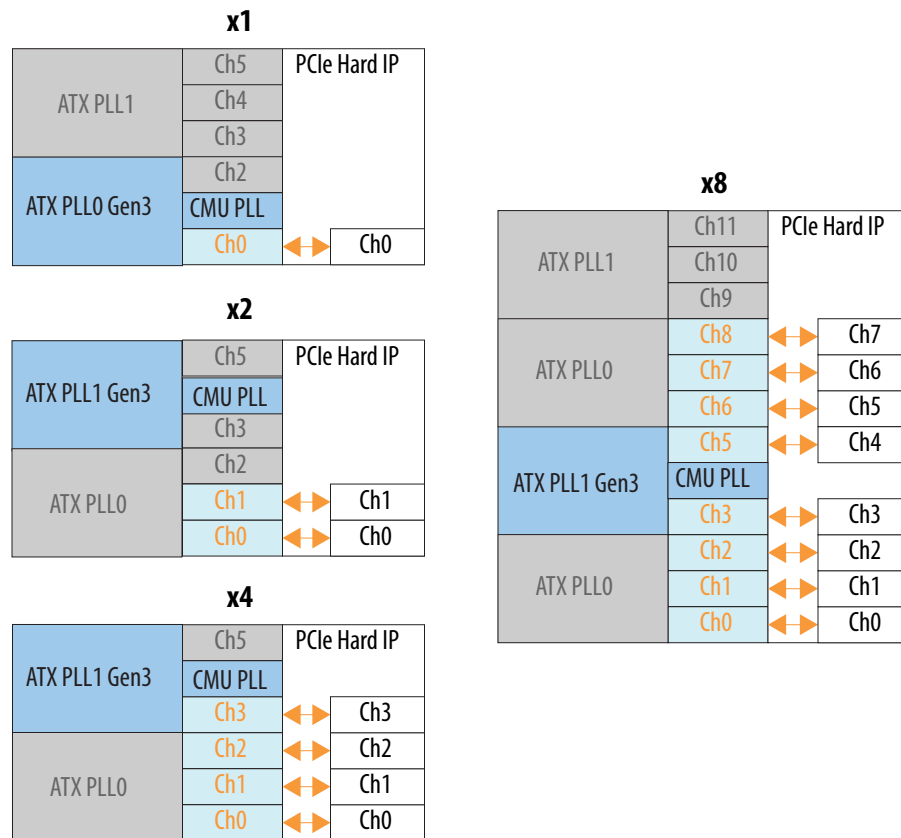 x1
Ch5 PCIe Hard IP
ATX PLL1 Ch4
Ch3
Ch2
ATX PLL0 Gen3 CMU PLL
Ch0 Ch0
x2
Ch5 PCIe Hard IP
ATX PLL1 Gen3 CMU PLL
Ch3
Ch2
ATX PLL0 Ch1 Ch1
Ch0 Ch0
x4
Ch5 PCIe Hard IP
ATX PLL1 Gen3 CMU PLL
Ch3 Ch3
Ch2 Ch2
ATX PLL0 Ch1 Ch1
Ch0 Ch0
x8
Ch11 PCIe Hard IP
ATX PLL1 Ch10
Ch9
Ch8 Ch7
ATX PLL0 Ch7 Ch6
Ch6 Ch5
Ch5 Ch4
ATX PLL1 Gen3 CMU PLL
Ch3 Ch3
Ch2 Ch2
ATX PLL0 Ch1 Ch1
Ch0 Ch0